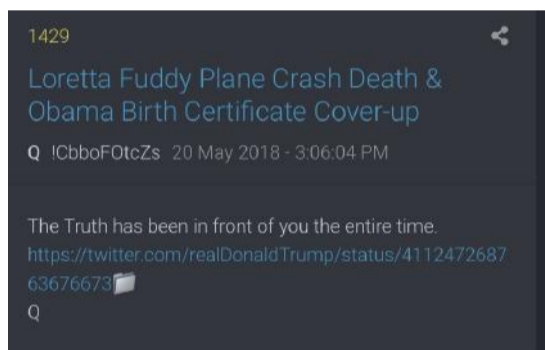 1429
Loretta Fuddy Plane Crash Death &
Obama Birth Certificate Cover-up
Q !CbboFOtcZs 20 May 2018 - 3:06:04 PM
The Truth has been in front of you the entire time.
https://twitter.com/realDonaldTrump/status/4112472687
63676673
Q